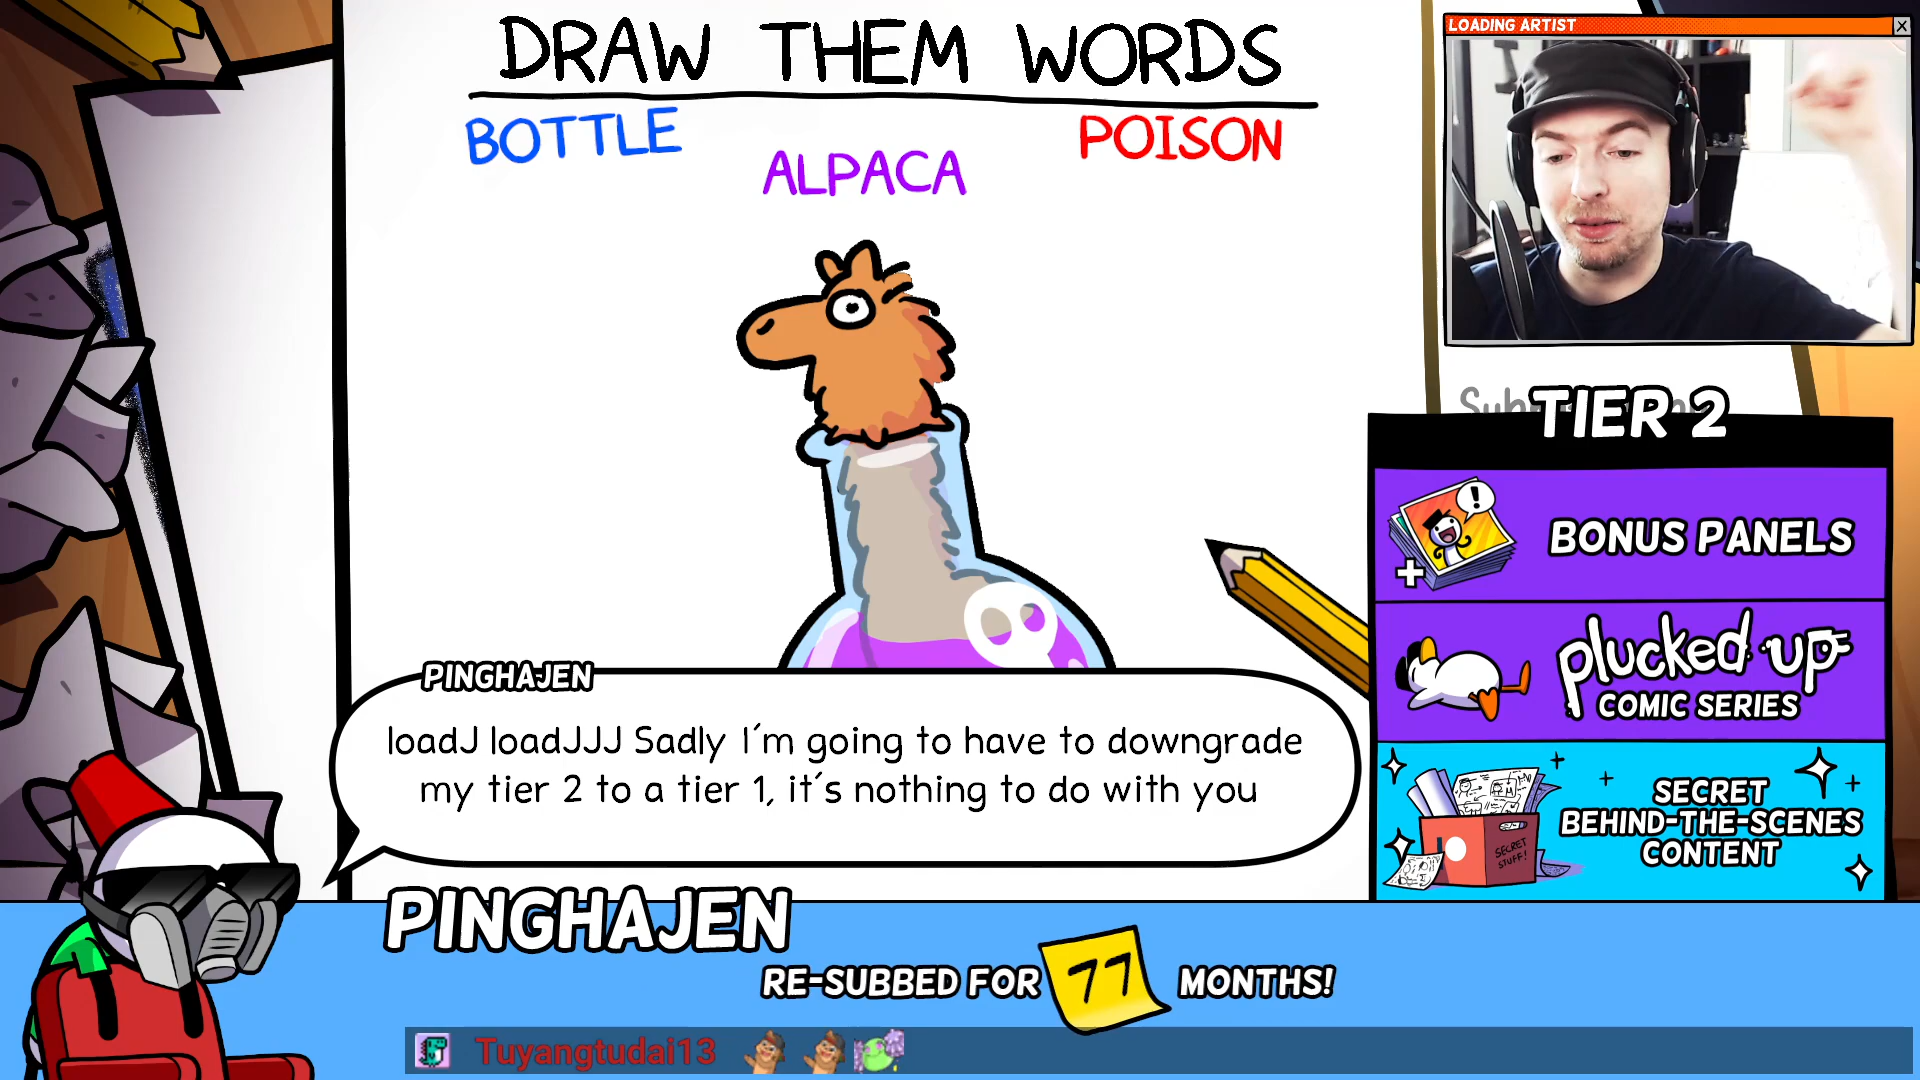 DRAW THEM WORDS
BOTTLE
ALPACA
POISON
LOADING ARTIST
TIER 2
BONUS PANELS
plucked up
COMIC SERIES
SECRET
BEHIND-THE-SCENES
CONTENT
SECRET
STUFF!
PINGHAJEN
loadJ loadJJJ Sadly I'm going to have to downgrade
my tier 2 to a tier 1, it's nothing to do with you
PINGHAJEN
RE-SUBBED FOR 77 MONTHS!
Tuyangtudai13